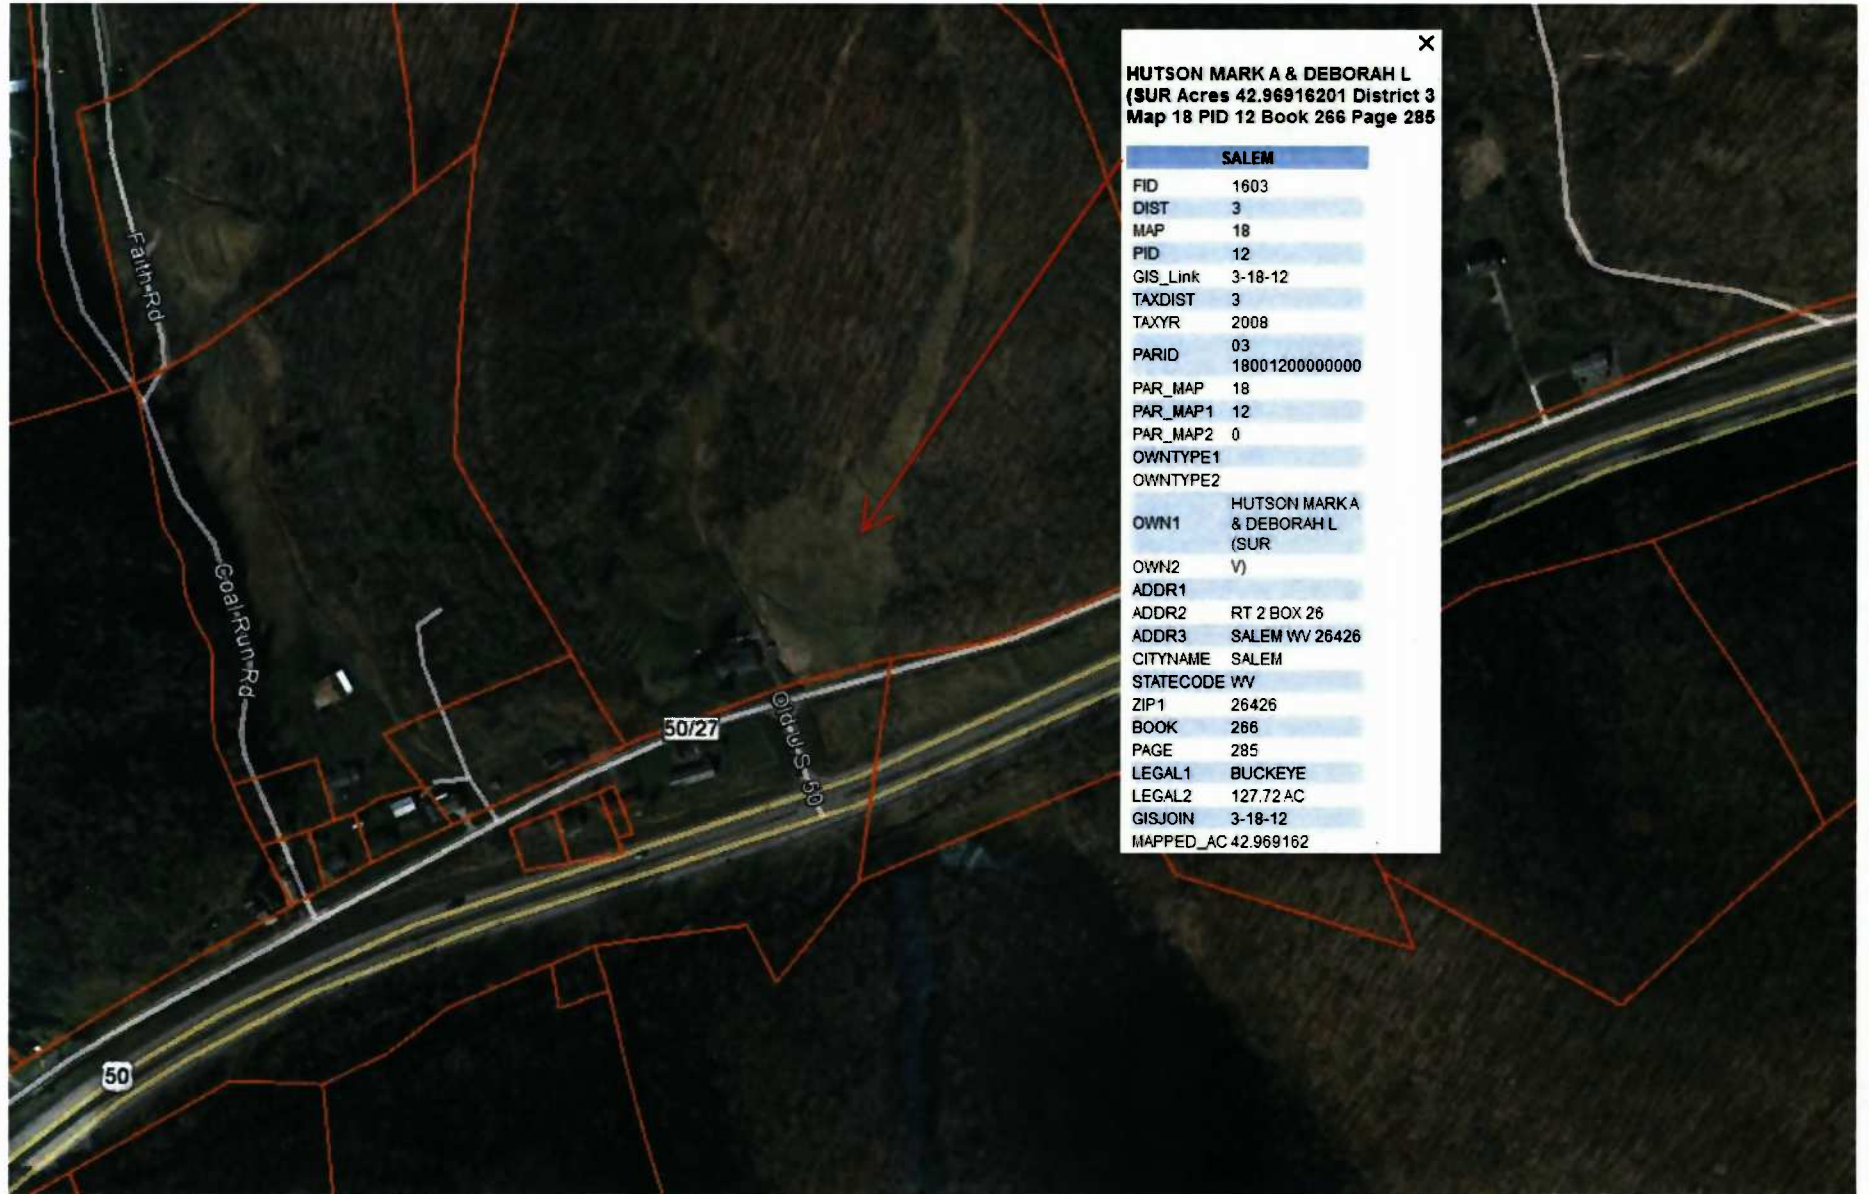 X
HUTSON MARK A & DEBORAH L
(SUR Acres 42.96916201 District 3
Map 18 PID 12 Book 266 Page 285
SALEM
FID 1603
DIST 3
MAP 18
PID 12
GIS_Link 3-18-12
TAXDIST 3
TAXYR 2008
PARID 03
18001200000000
PAR_MAP 18
PAR_MAP1 12
PAR_MAP2 0
OWNTYPE1
OWNTYPE2
OWN1 HUTSON MARK A
& DEBORAH L
(SUR
OWN2 V)
ADDR1
ADDR2 RT 2 BOX 26
ADDR3 SALEM WV 26426
CITYNAME SALEM
STATECODE WV
ZIP1 26426
BOOK 266
PAGE 285
LEGAL1 BUCKEYE
LEGAL2 127.72 AC
GISJOIN 3-18-12
MAPPED_AC 42.969162
Faith Rd
Coal Run Rd
50/27
Old U S 50
50